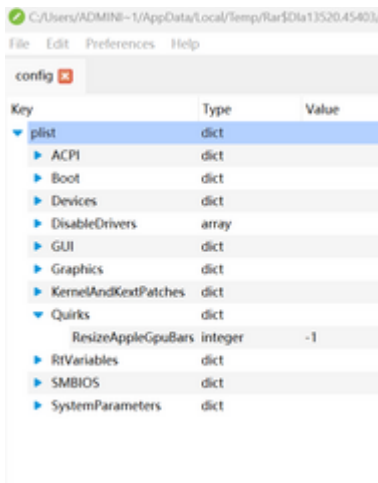 C:/Users/ADMINI~1/AppData/Local/Temp/Rar$DIa13520.45403/
File Edit Preferences Help
config
Key Type Value
plist dict
ACPI dict
Boot dict
Devices dict
DisableDrivers array
GUI dict
Graphics dict
KernelAndKextPatches dict
Quirks dict
ResizeAppleGpuBars integer -1
RtVariables dict
SMBIOS dict
SystemParameters dict